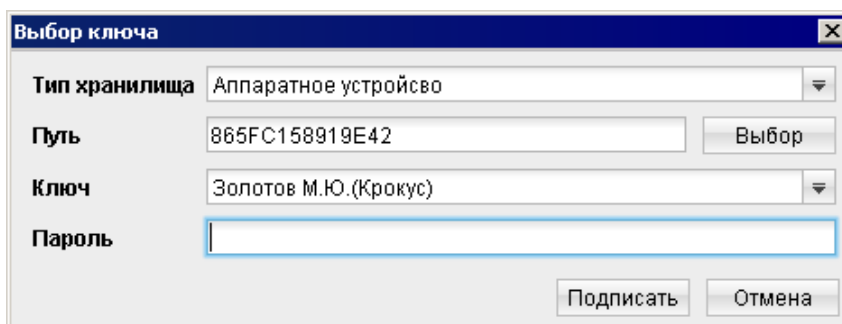 Выбор ключа
Тип хранилища Аппаратное устройсво
Путь 865FC158919E42 Выбор
Ключ Золотов М.Ю.(Крокус)
Пароль
Подписать Отмена